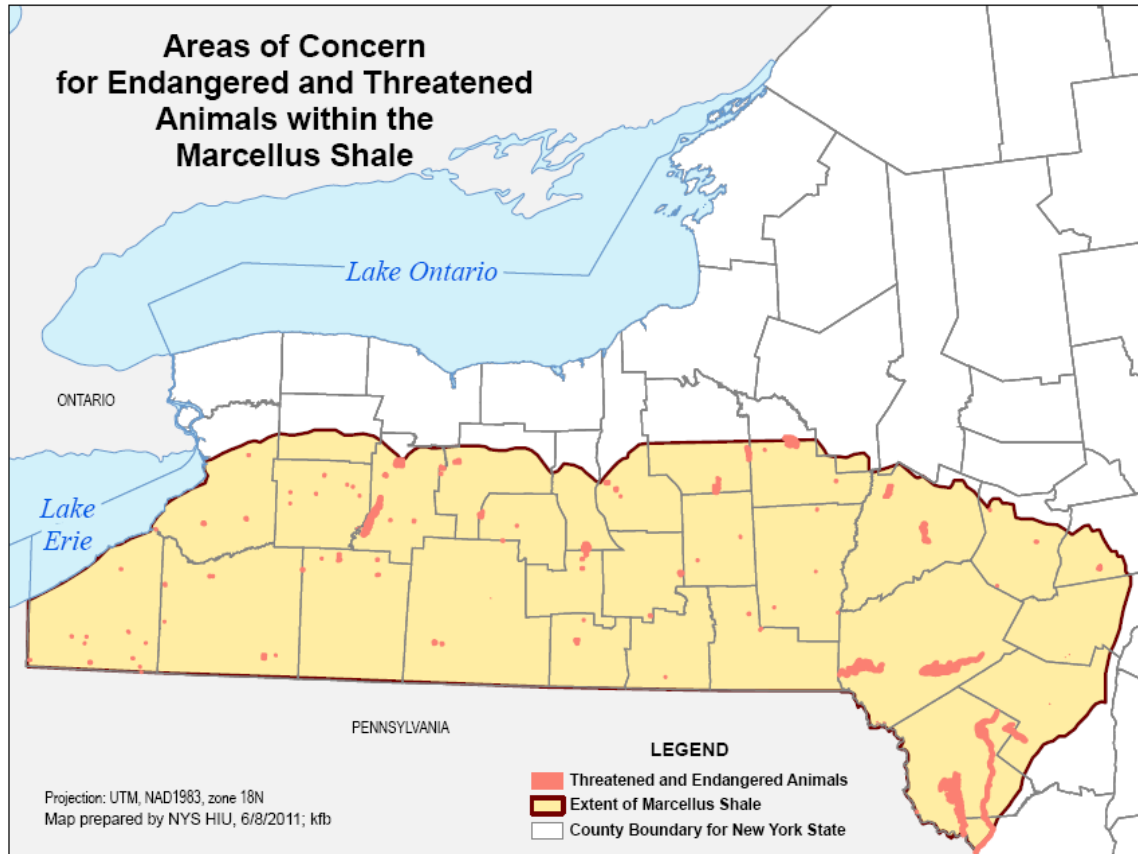 Areas of Concern
for Endangered and Threatened
Animals within the
Marcellus Shale
Lake Ontario
ONTARIO
Lake
Erie
PENNSYLVANIA
LEGEND
Threatened and Endangered Animals
Extent of Marcellus Shale
County Boundary for New York State
Projection: UTM, NAD1983, zone 18N
Map prepared by NYS HIU, 6/8/2011; kfb